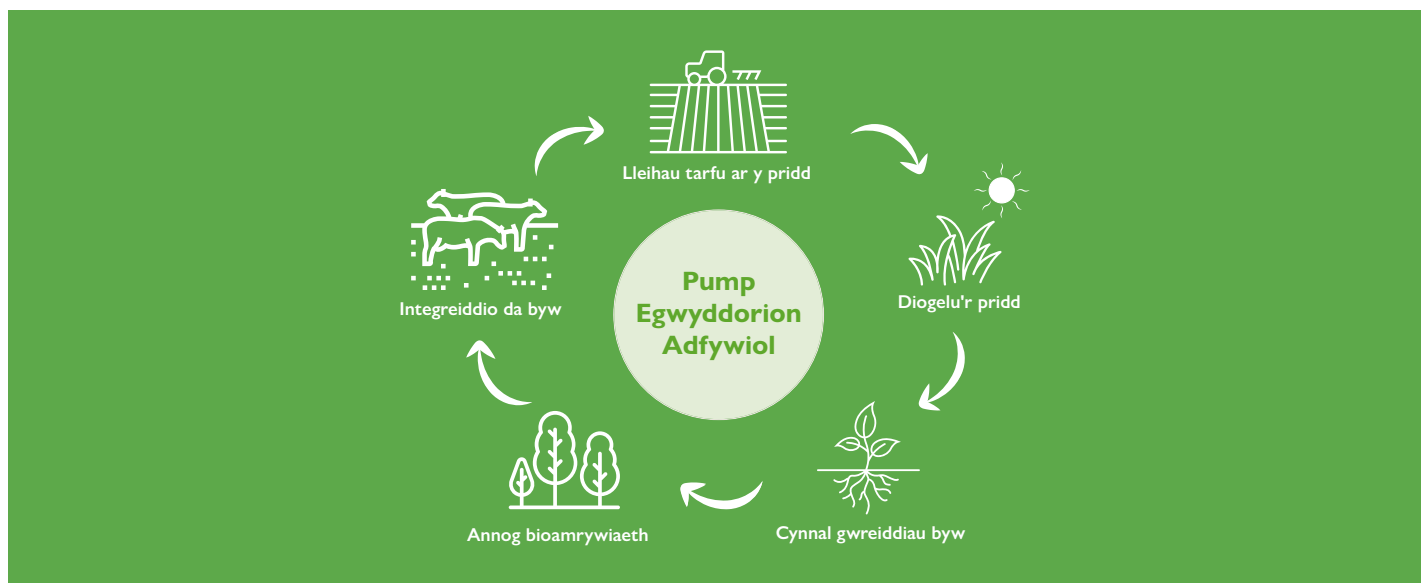 Lleihau tarfu ar y pridd
Diogelu'r pridd
Cynnal gwreiddiau byw
Annog bioamrywiaeth
Integreiddio da byw
Pump
Egwyddorion
Adfywiol